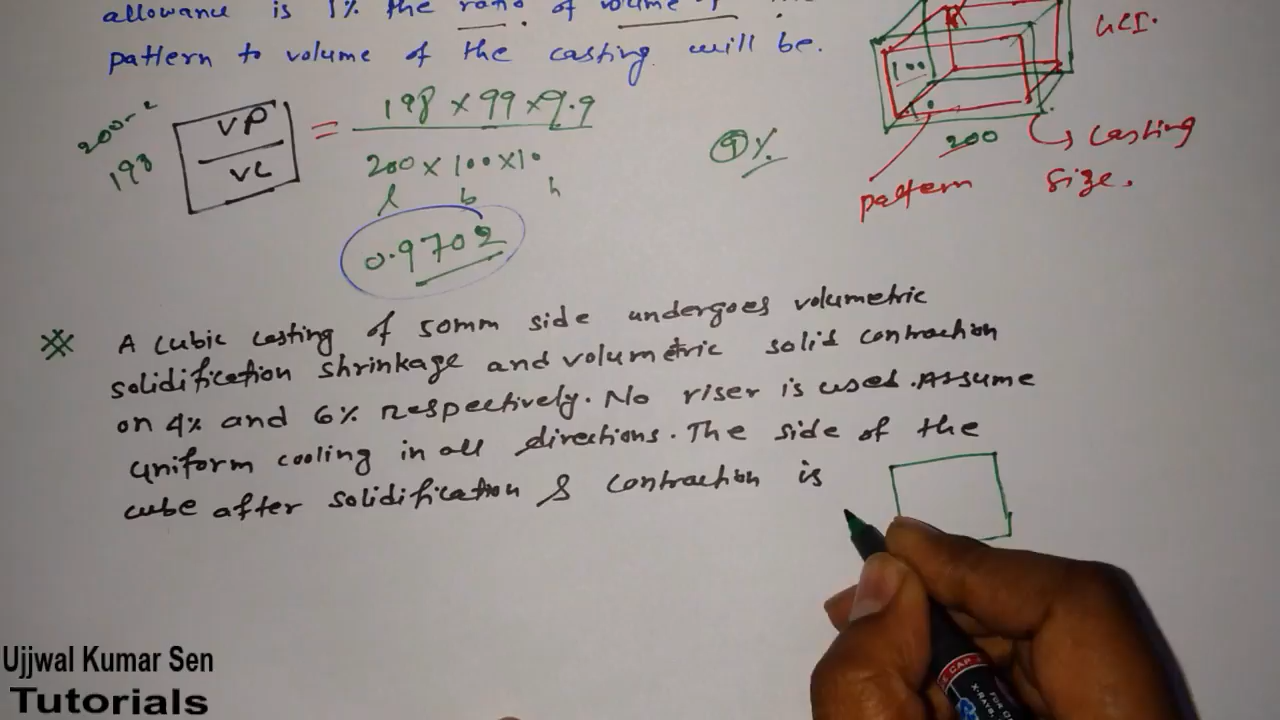 allowance is 1% the ratio of volume of
pattern to volume of the casting will be.
200-2
198
VP
VC
=
198 × 99 × 9.9
200 × 100 × 10
l b h
0.9702
9%
100
200
casting
size.
pattern
A cubic casting of 50mm side undergoes volumetric
solidification shrinkage and volumetric solid contraction
on 4% and 6% respectively. No riser is used. Assume
uniform cooling in all directions. The side of the
cube after solidification & contraction is
Ujjwal Kumar Sen
Tutorials
CAP
X-RAYS,
FOR O